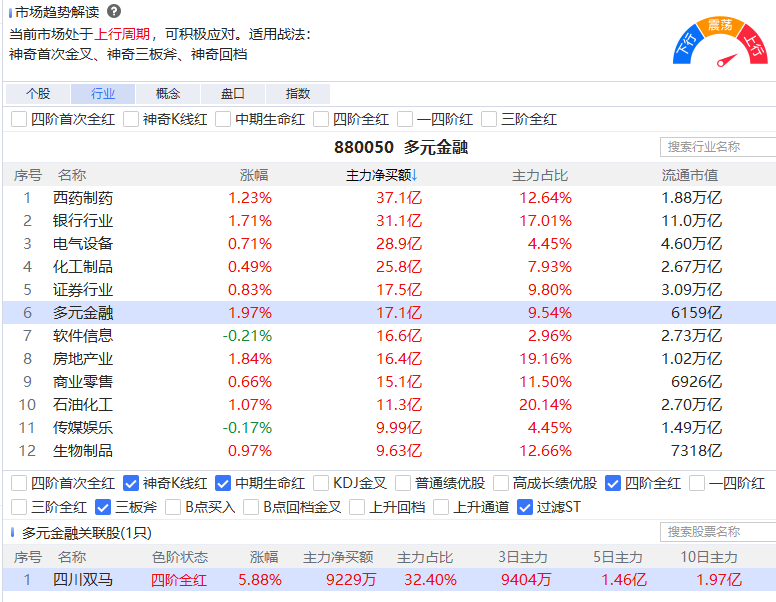 市场趋势解读 ?
当前市场处于上行周期，可积极应对。适用战法：
神奇首次金叉、神奇三板斧、神奇回档
下行 震荡 上行
个股 行业 概念 盘口 指数
四阶首次全红 神奇K线红 中期生命红 四阶全红 一四阶红 三阶全红
880050 多元金融 搜索行业名称
序号 名称 涨幅 主力净买额↓ 主力占比 流通市值
1 西药制药 1.23% 37.1亿 12.64% 1.88万亿
2 银行行业 1.71% 31.1亿 17.01% 11.0万亿
3 电气设备 0.71% 28.9亿 4.45% 4.60万亿
4 化工制品 0.49% 25.8亿 7.93% 2.67万亿
5 证券行业 0.83% 17.5亿 9.80% 3.09万亿
6 多元金融 1.97% 17.1亿 9.54% 6159亿
7 软件信息 -0.21% 16.6亿 2.96% 2.73万亿
8 房地产业 1.84% 16.4亿 19.16% 1.02万亿
9 商业零售 0.66% 15.1亿 11.50% 6926亿
10 石油化工 1.07% 11.3亿 20.14% 2.70万亿
11 传媒娱乐 -0.17% 9.99亿 4.45% 1.49万亿
12 生物制品 0.97% 9.63亿 12.66% 7318亿
四阶首次全红 神奇K线红 中期生命红 KDJ金叉 普通绩优股 高成长绩优股 四阶全红 一四阶红
三阶全红 三板斧 B点买入 B点回档金叉 上升回档 上升通道 过滤ST
多元金融关联股(1只) 搜索股票名称
序号 名称 色阶状态 涨幅 主力净买额 主力占比 3日主力 5日主力 10日主力
1 四川双马 四阶全红 5.88% 9229万 32.40% 9404万 1.46亿 1.97亿